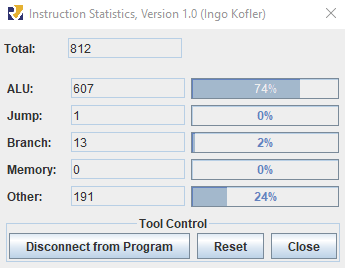 Instruction Statistics, Version 1.0 (Ingo Kofler)
Total: 812
ALU: 607 74%
Jump: 1 0%
Branch: 13 2%
Memory: 0 0%
Other: 191 24%
Tool Control
Disconnect from Program Reset Close